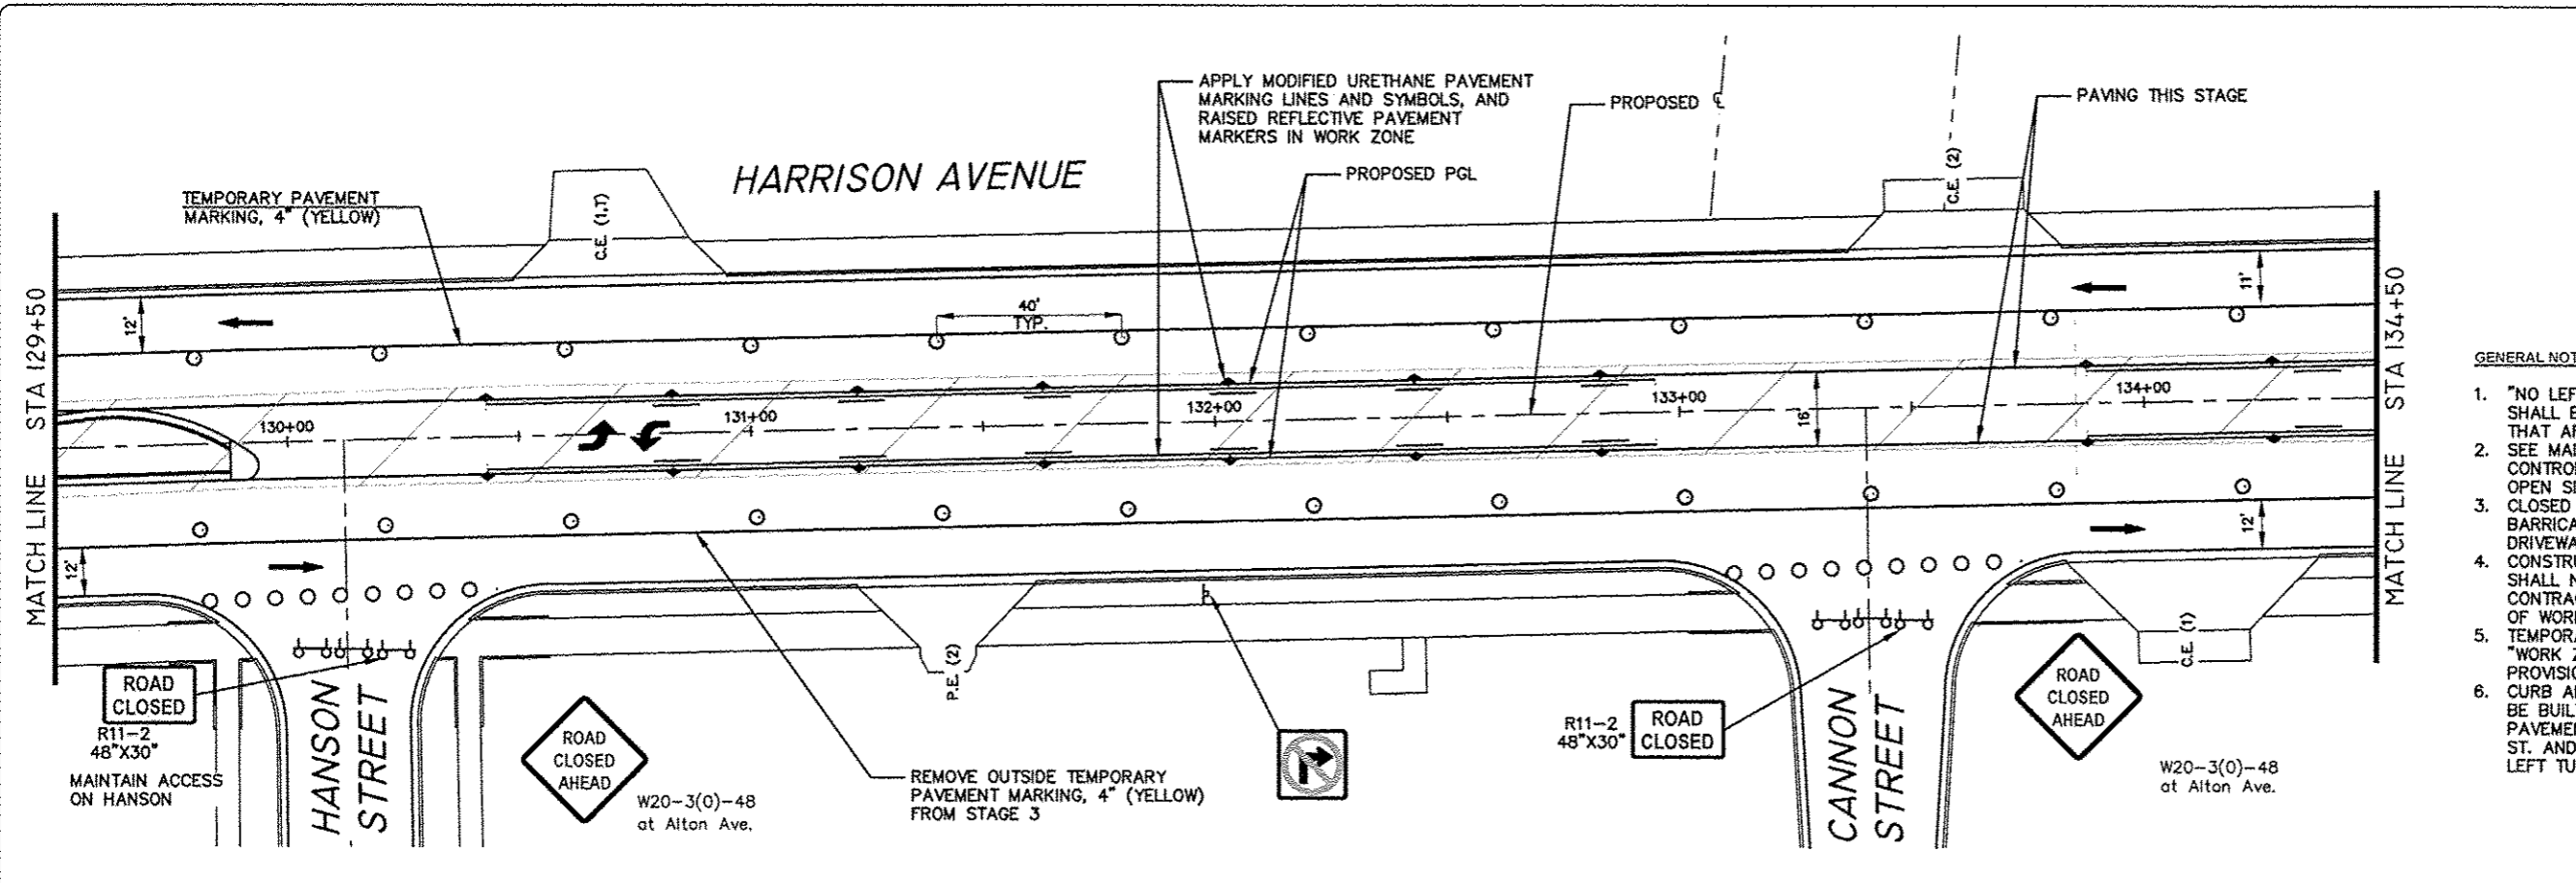 APPLY MODIFIED URETHANE PAVEMENT
MARKING LINES AND SYMBOLS, AND
RAISED REFLECTIVE PAVEMENT
MARKERS IN WORK ZONE
PROPOSED ℄
PAVING THIS STAGE
HARRISON AVENUE
PROPOSED PGL
TEMPORARY PAVEMENT
MARKING, 4" (YELLOW)
C.E. (1,T)
C.E. (2)
MATCH LINE STA 129+50
12'
40'
TYP.
11'
MATCH LINE STA 134+50
130+00
131+00
132+00
133+00
134+00
16'
12'
12'
ROAD
CLOSED
R11-2
48"X30"
MAINTAIN ACCESS
ON HANSON
HANSON
STREET
ROAD
CLOSED
AHEAD
W20-3(0)-48
at Alton Ave.
P.E. (2)
REMOVE OUTSIDE TEMPORARY
PAVEMENT MARKING, 4" (YELLOW)
FROM STAGE 3
R11-2
48"X30"
ROAD
CLOSED
CANNON
STREET
ROAD
CLOSED
AHEAD
C.E. (1)
W20-3(0)-48
at Alton Ave.
GENERAL NOT
1. "NO LEF
SHALL B
THAT AR
2. SEE MAI
CONTRO
OPEN SI
3. CLOSED
BARRICA
DRIVEWA
4. CONSTRU
SHALL N
CONTRAC
OF WORK
5. TEMPORA
"WORK Z
PROVISIO
6. CURB A
BE BUIL
PAVEME
ST. AND
LEFT TU